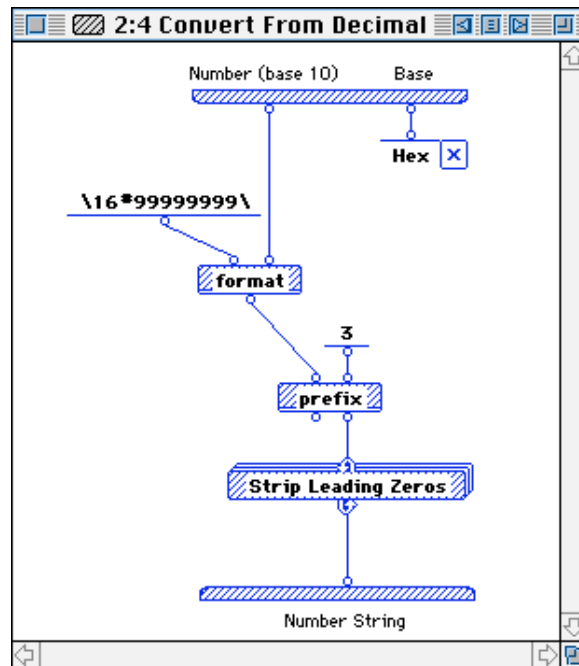 2:4 Convert From Decimal
Number (base 10) Base
Hex
\16#99999999\
format
3
prefix
Strip Leading Zeros
Number String